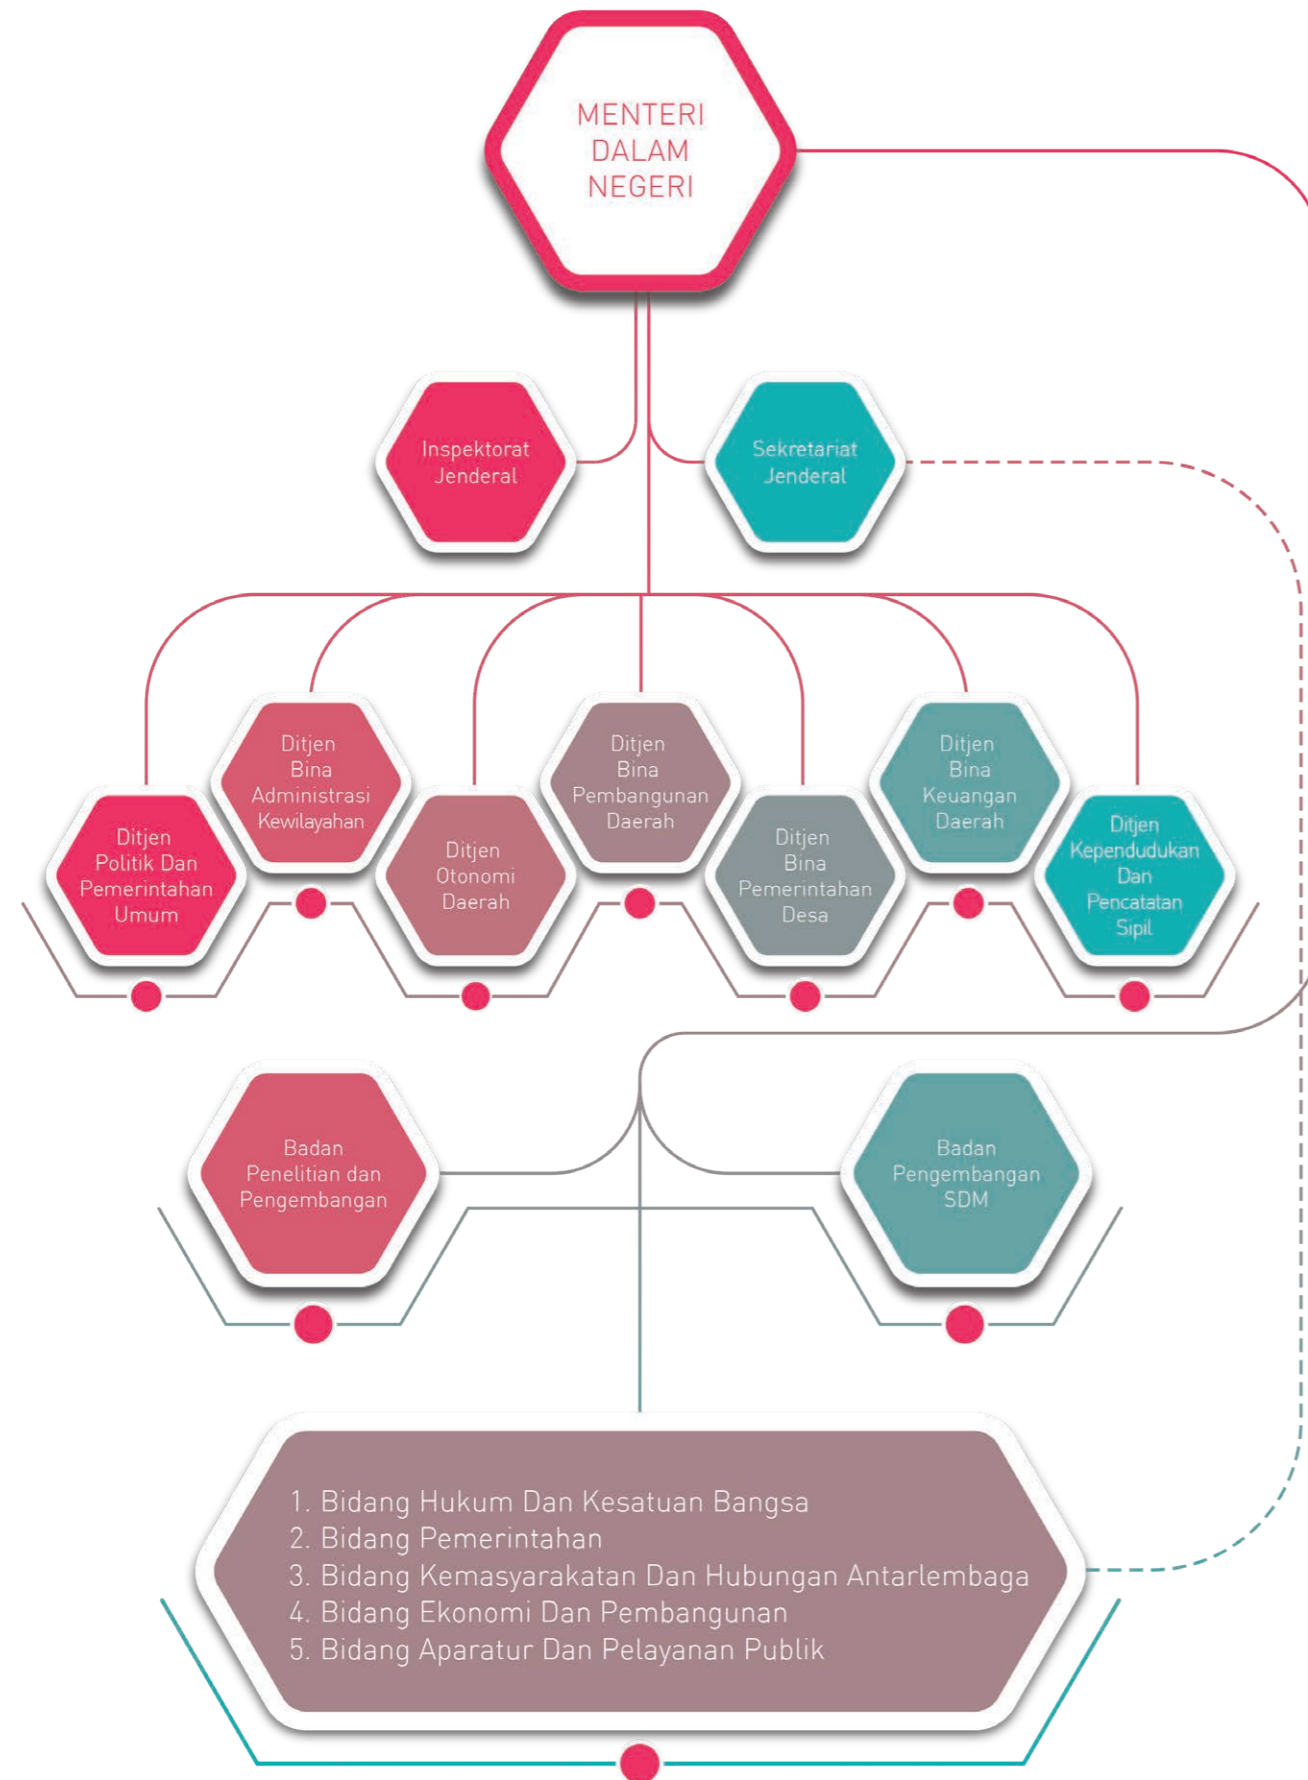 MENTERI
DALAM
NEGERI
Inspektorat
Jenderal
Sekretariat
Jenderal
Ditjen
Politik Dan
Pemerintahan
Umum
Ditjen
Bina
Administrasi
Kewilayahan
Ditjen
Otonomi
Daerah
Ditjen
Bina
Pembangunan
Daerah
Ditjen
Bina
Pemerintahan
Desa
Ditjen
Bina
Keuangan
Daerah
Ditjen
Kependudukan
Dan
Pencatatan
Sipil
Badan
Penelitian dan
Pengembangan
Badan
Pengembangan
SDM
1. Bidang Hukum Dan Kesatuan Bangsa
2. Bidang Pemerintahan
3. Bidang Kemasyarakatan Dan Hubungan Antarlembaga
4. Bidang Ekonomi Dan Pembangunan
5. Bidang Aparatur Dan Pelayanan Publik